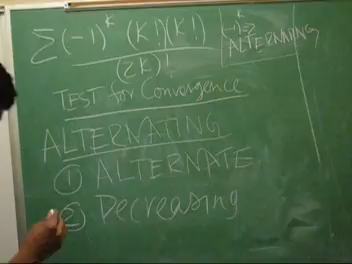 ∑ (-1)^k (K!)(K!) / (2K)!
(-1)^k ⇒
ALTERNATING
TEST for Convergence
ALTERNATING
① ALTERNATE
② Decreasing